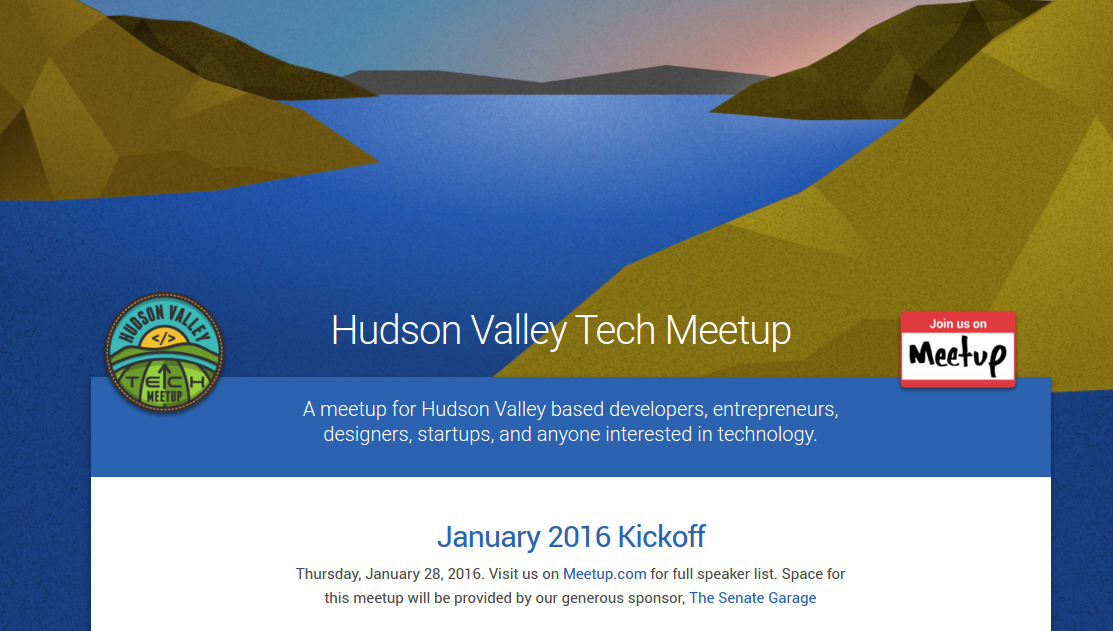 HUDSON VALLEY
</>
TECH
MEETUP
Hudson Valley Tech Meetup
Join us on
Meetup
A meetup for Hudson Valley based developers, entrepreneurs,
designers, startups, and anyone interested in technology.
January 2016 Kickoff
Thursday, January 28, 2016. Visit us on Meetup.com for full speaker list. Space for
this meetup will be provided by our generous sponsor, The Senate Garage